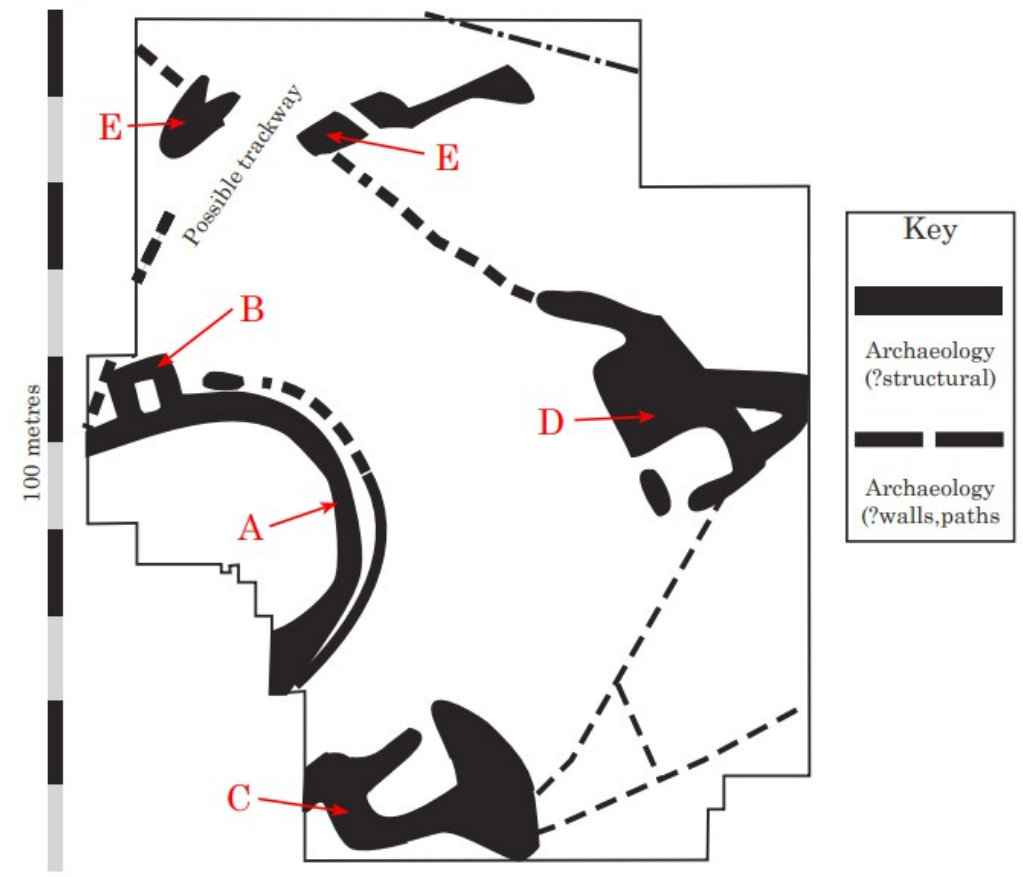 E
Possible trackway
E
B
D
A
C
100 metres
Key
Archaeology
(?structural)
Archaeology
(?walls,paths